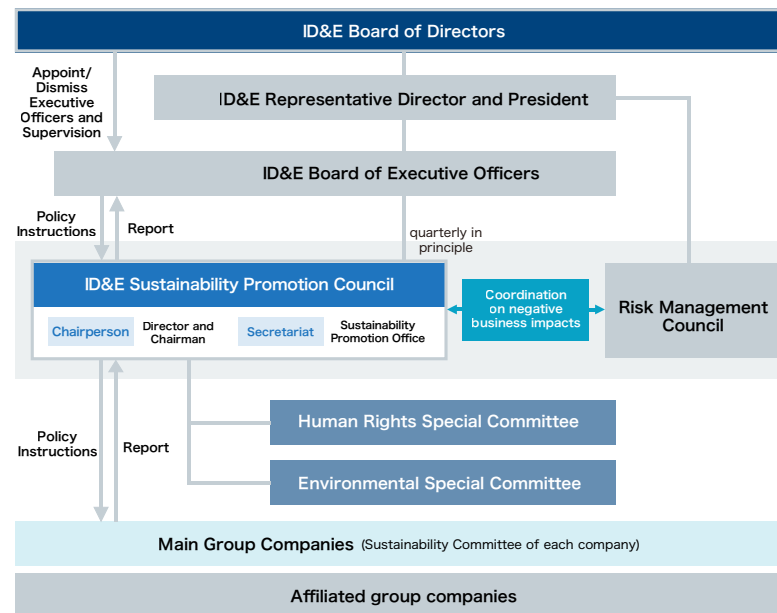 ID&E Board of Directors
Appoint/
Dismiss
Executive
Officers and
Supervision
ID&E Representative Director and President
ID&E Board of Executive Officers
Policy
Instructions
Report
quarterly in
principle
ID&E Sustainability Promotion Council
Chairperson
Director and
Chairman
Secretariat
Sustainability
Promotion Office
Coordination
on negative
business impacts
Risk Management
Council
Human Rights Special Committee
Policy
Instructions
Report
Environmental Special Committee
Main Group Companies (Sustainability Committee of each company)
Affiliated group companies